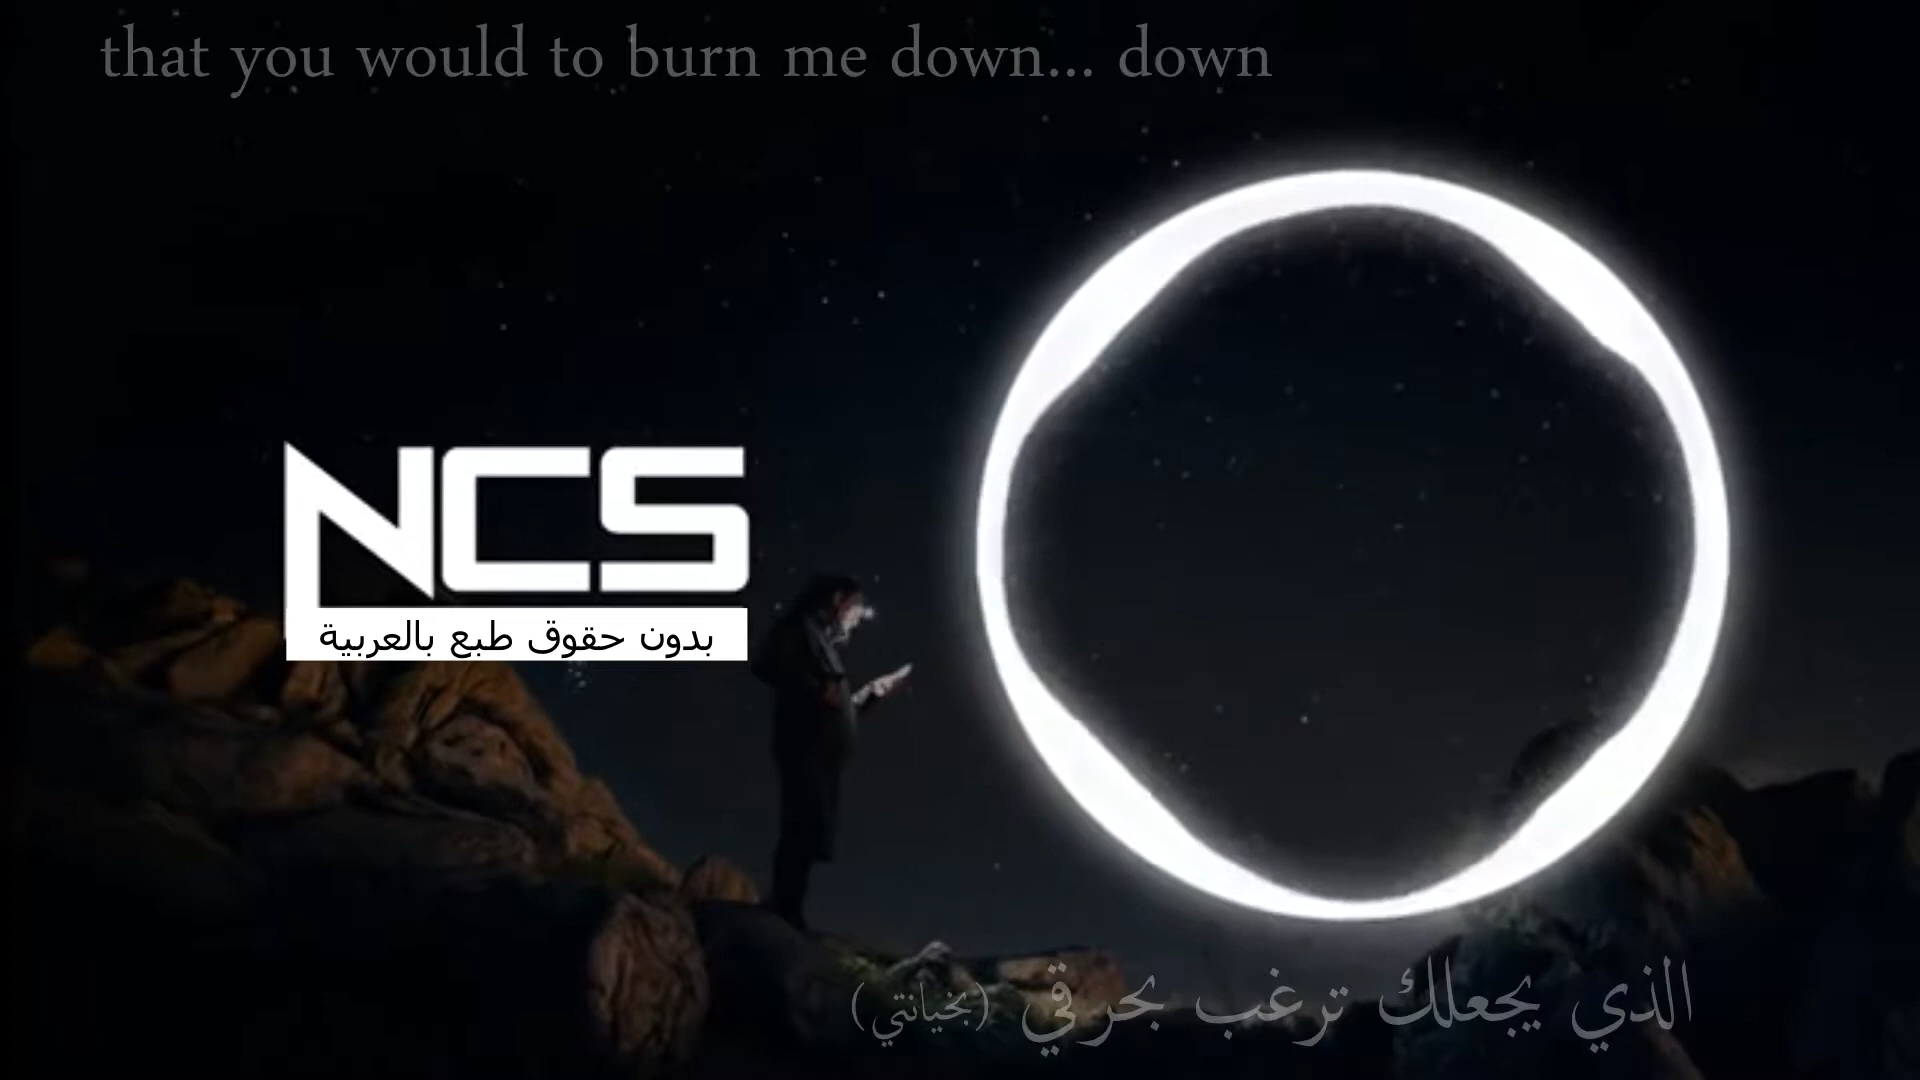 that you would to burn me down... down
NCS
بدون حقوق طبع بالعربية
الذي يجعلك ترغب بحرقي (بخيانتي)